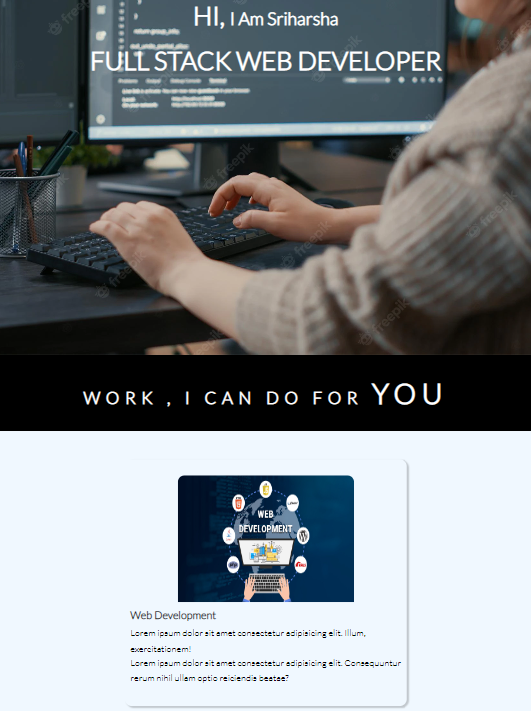 HI, I Am Sriharsha
FULL STACK WEB DEVELOPER
WORK , I CAN DO FOR YOU
WEB
DEVELOPMENT
Web Development
Lorem ipsum dolor sit amet consectetur adipisicing elit. Illum,
exercitationem!
Lorem ipsum dolor sit amet consectetur adipisicing elit. Consequuntur
rerum nihil ullam optio reiciendis beatae?
freepik